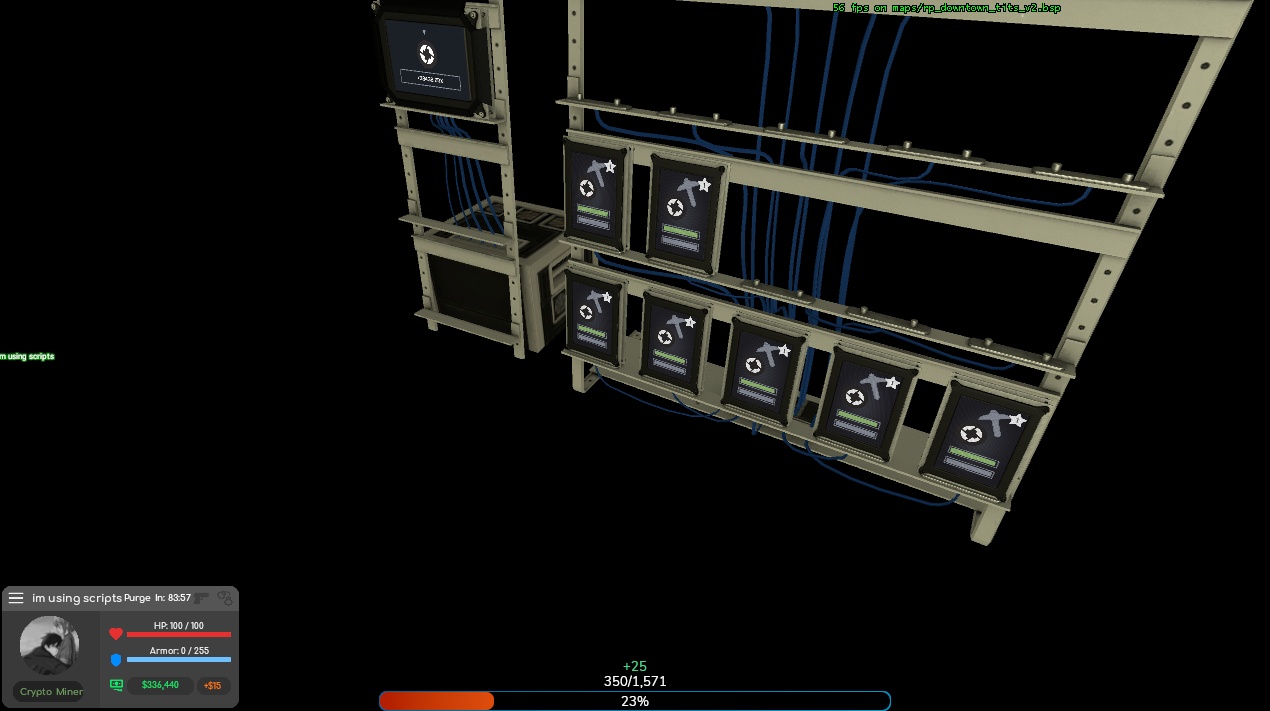 56 fps on maps/rp_downtown_tits_v2.bsp
im using scripts
im using scripts Purge In: 83:57
HP: 100 / 100
Armor: 0 / 255
Crypto Miner
$336,440
+$15
+25
350/1,571
23%